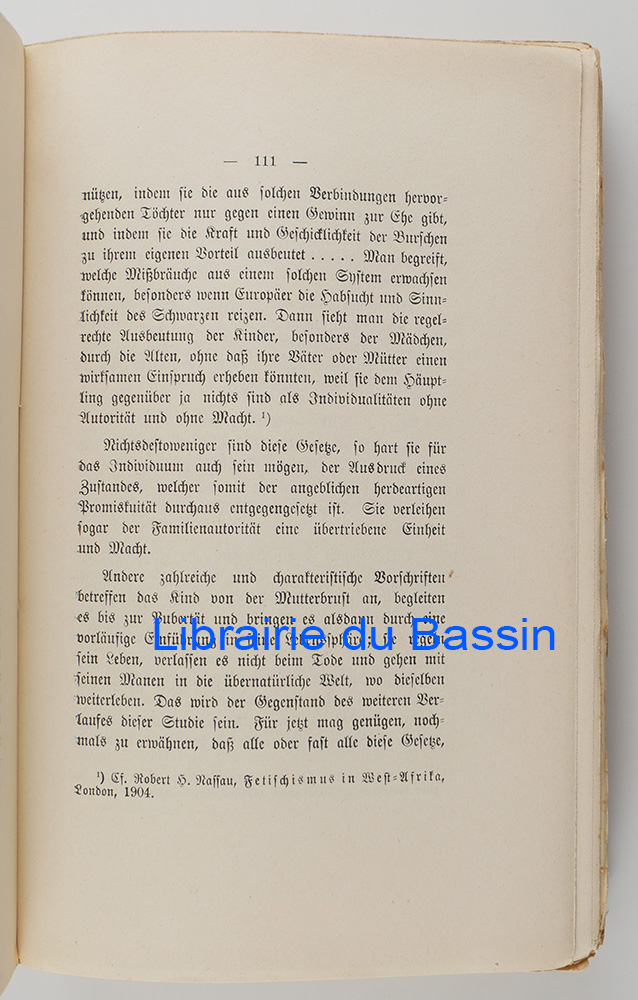 — 111 —
nützen, indem sie die aus solchen Verbindungen hervor-
gehenden Töchter nur gegen einen Gewinn zur Ehe gibt,
und indem sie die Kraft und Geschicklichkeit der Burschen
zu ihrem eigenen Vorteil ausbeutet . . . . . Man begreift,
welche Mißbräuche aus einem solchen System erwachsen
können, besonders wenn Europäer die Habsucht und Sinn-
lichkeit des Schwarzen reizen. Dann sieht man die regel-
rechte Ausbeutung der Kinder, besonders der Mädchen,
durch die Alten, ohne daß ihre Väter oder Mütter einen
wirksamen Einspruch erheben könnten, weil sie dem Häupt-
ling gegenüber ja nichts sind als Individualitäten ohne
Autorität und ohne Macht. ¹)
Nichtsdestoweniger sind diese Gesetze, so hart sie für
das Individuum auch sein mögen, der Ausdruck eines
Zustandes, welcher somit der angeblichen herdeartigen
Promiskuität durchaus entgegengesetzt ist. Sie verleihen
sogar der Familienautorität eine übertriebene Einheit
und Macht.
Andere zahlreiche und charakteristische Vorschriften
betreffen das Kind von der Mutterbrust an, begleiten
es bis zur Pubertät und bringen es alsdann durch eine
vorläufige Einführung in eine Lebenssphäre; sie regeln
Librairie du Bassin
sein Leben, verlassen es nicht beim Tode und gehen mit
seinen Manen in die übernatürliche Welt, wo dieselben
weiterleben. Das wird der Gegenstand des weiteren Ver-
laufes dieser Studie sein. Für jetzt mag genügen, noch-
mals zu erwähnen, daß alle oder fast alle diese Gesetze,
¹) Cf. Robert H. Nassau, Fetischismus in West-Afrika,
London, 1904.